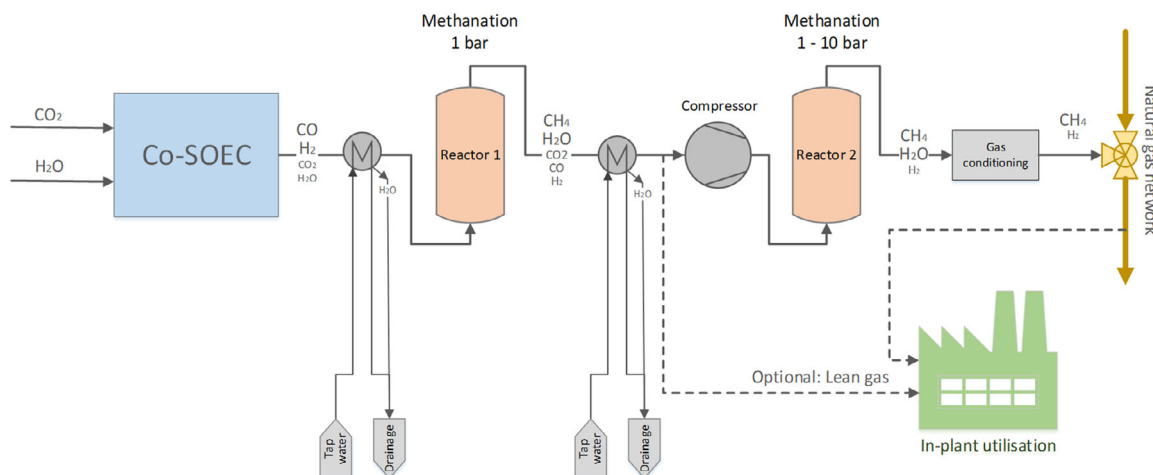 Methanation
1 bar
Methanation
1 - 10 bar
CO₂
H₂O
Co-SOEC
CO
H₂
CO₂
H₂O
M
H₂O
Reactor 1
CH₄
H₂O
CO2
CO
H₂
M
H₂O
Compressor
Reactor 2
CH₄
H₂O
H₂
Gas
conditioning
CH₄
H₂
Natural gas network
Optional: Lean gas
In-plant utilisation
Tap
water
Drainage
Tap
water
Drainage